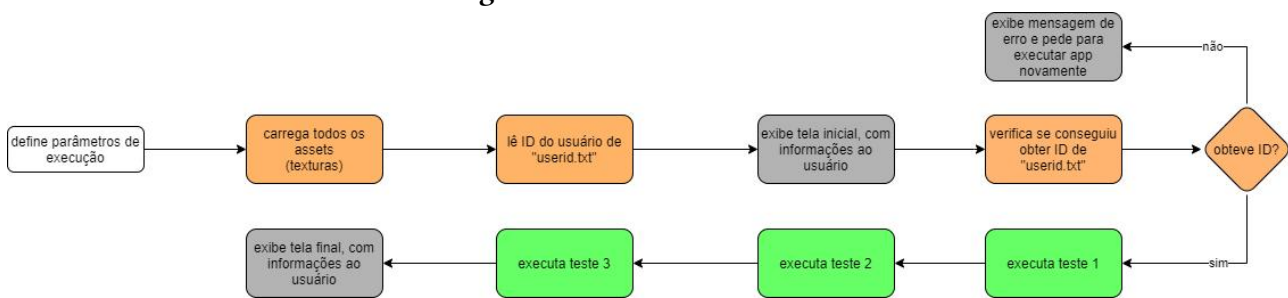 exibe mensagem de
erro e pede para
executar app
novamente
não
define parâmetros de
execução
carrega todos os
assets
(texturas)
lê ID do usuário de
"userid.txt"
exibe tela inicial, com
informações ao
usuário
verifica se conseguiu
obter ID de
"userid.txt"
obteve ID?
sim
executa teste 1
executa teste 2
executa teste 3
exibe tela final, com
informações ao
usuário